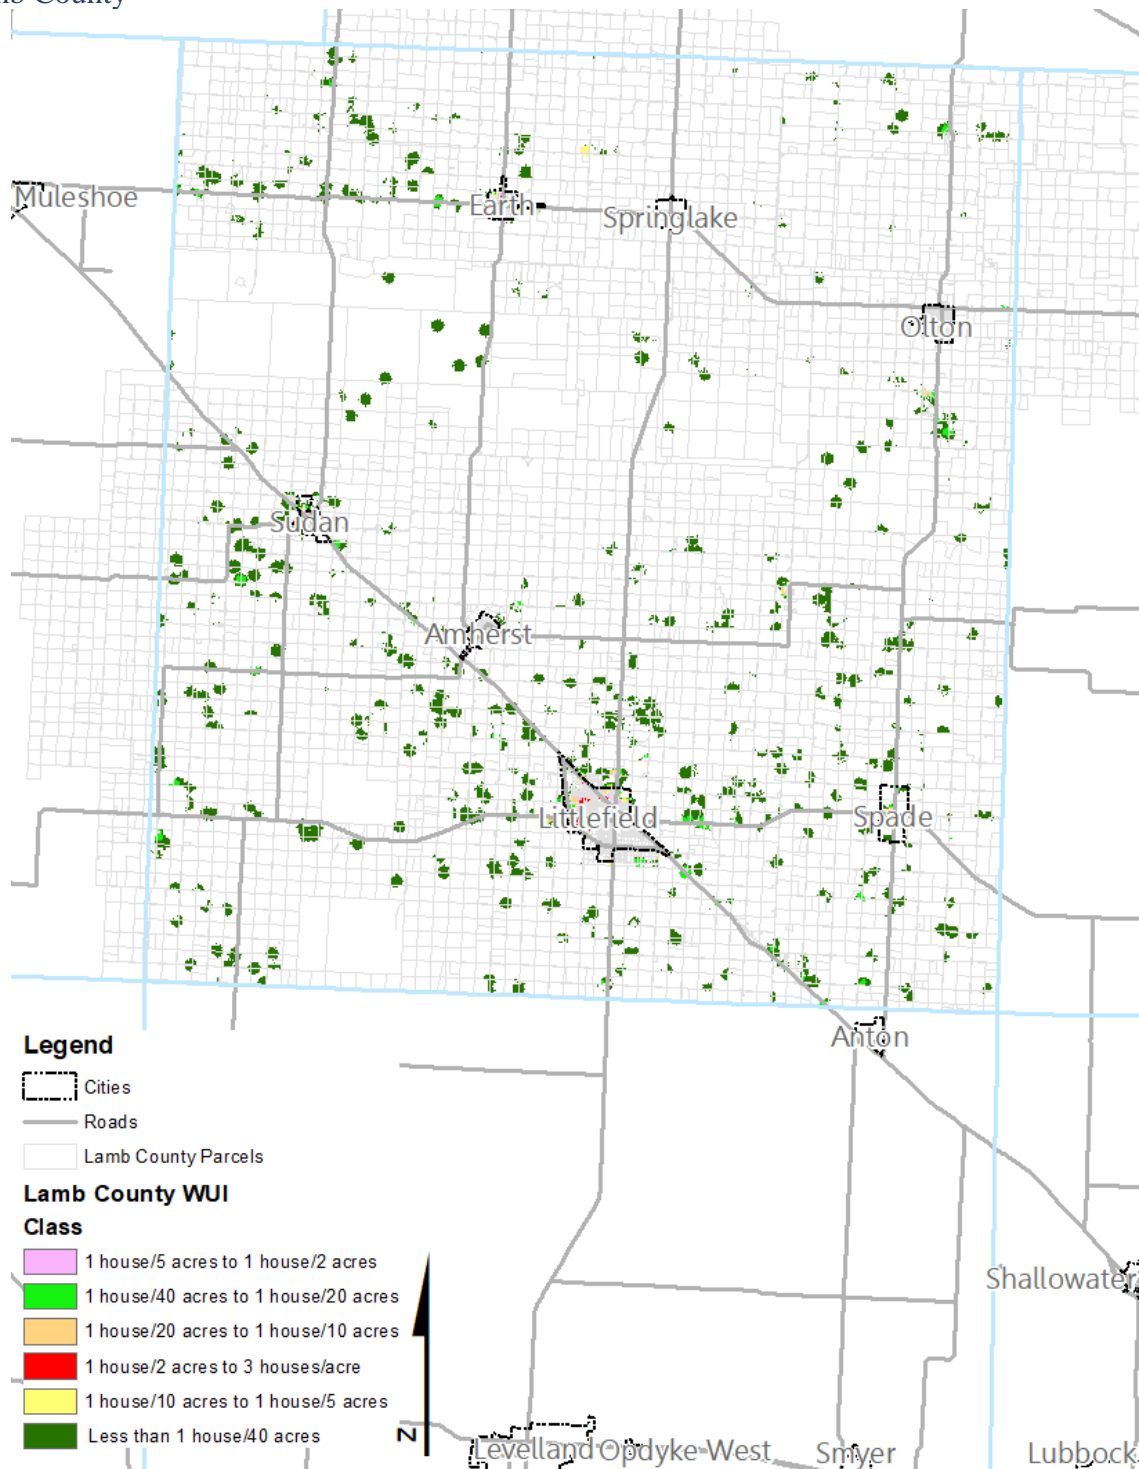 County
Muleshoe
Earth
Springlake
Olton
Sudan
Amherst
Littlefield
Spade
Anton
Legend
Cities
Roads
Lamb County Parcels
Lamb County WUI
Class
1 house/5 acres to 1 house/2 acres
1 house/40 acres to 1 house/20 acres
1 house/20 acres to 1 house/10 acres
1 house/2 acres to 3 houses/acre
1 house/10 acres to 1 house/5 acres
Less than 1 house/40 acres
N
Shallowater
Levelland Opdyke West Smyer Lubbock